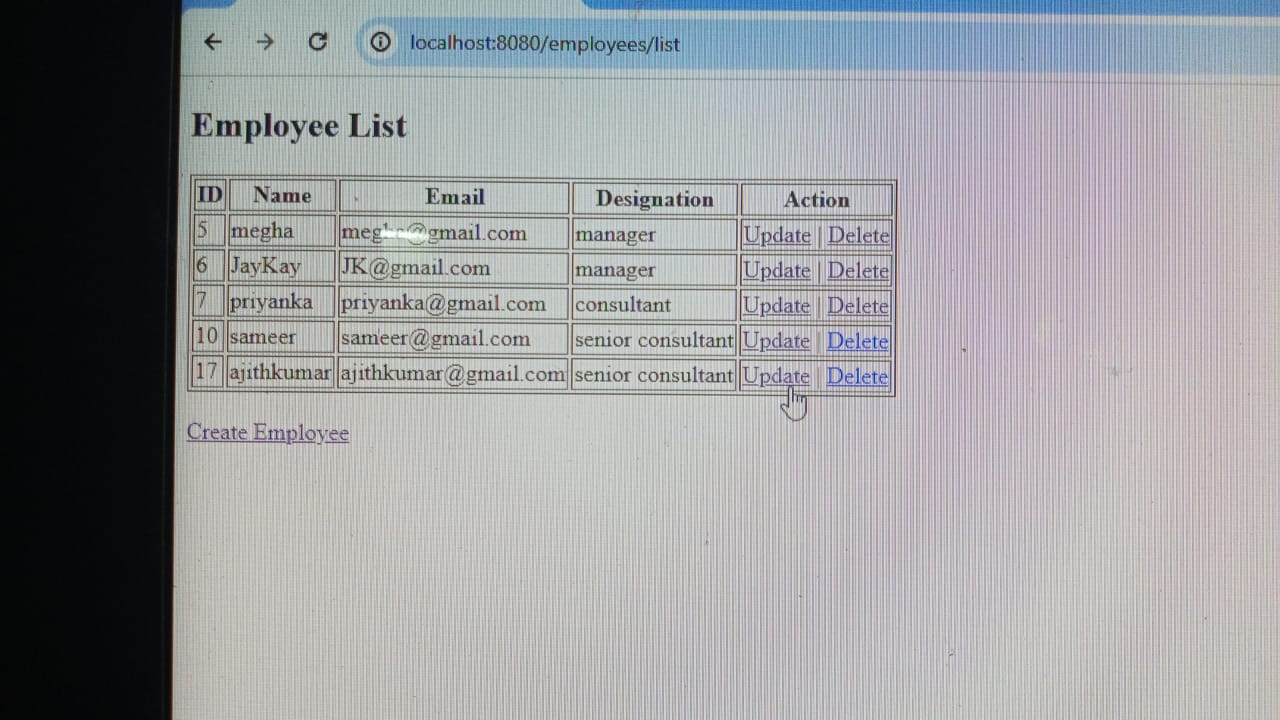 localhost:8080/employees/list
Employee List
ID Name Email Designation Action
5 megha megha@gmail.com manager Update | Delete
6 JayKay JK@gmail.com manager Update | Delete
7 priyanka priyanka@gmail.com consultant Update | Delete
10 sameer sameer@gmail.com senior consultant Update | Delete
17 ajithkumar ajithkumar@gmail.com senior consultant Update | Delete
Create Employee